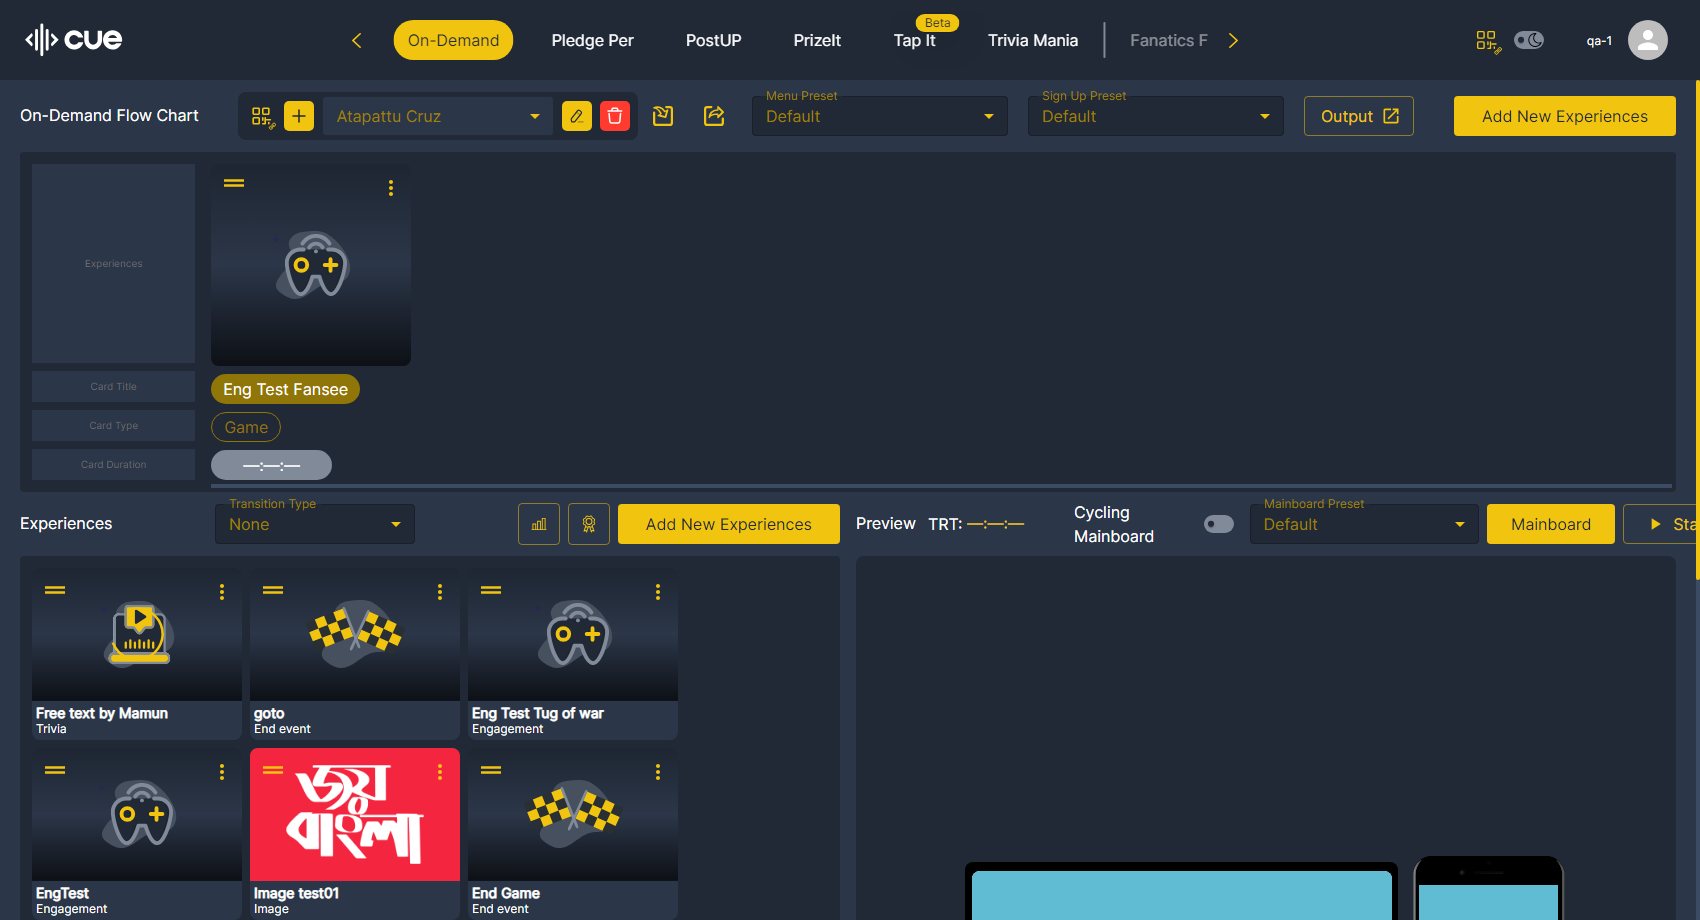 cue
On-Demand
Pledge Per
PostUP
PrizeIt
Beta
Tap It
Trivia Mania
Fanatics F
qa-1
On-Demand Flow Chart
Atapattu Cruz
Menu Preset
Default
Sign Up Preset
Default
Output
Add New Experiences
Experiences
Card Title
Eng Test Fansee
Card Type
Game
Card Duration
—:—:—
Experiences
Transition Type
None
Add New Experiences
Preview
TRT: —:—:—
Cycling
Mainboard
Mainboard Preset
Default
Mainboard
Sta
Free text by Mamun
Trivia
goto
End event
Eng Test Tug of war
Engagement
EngTest
Engagement
জয়
বাংলা
Image test01
Image
End Game
End event